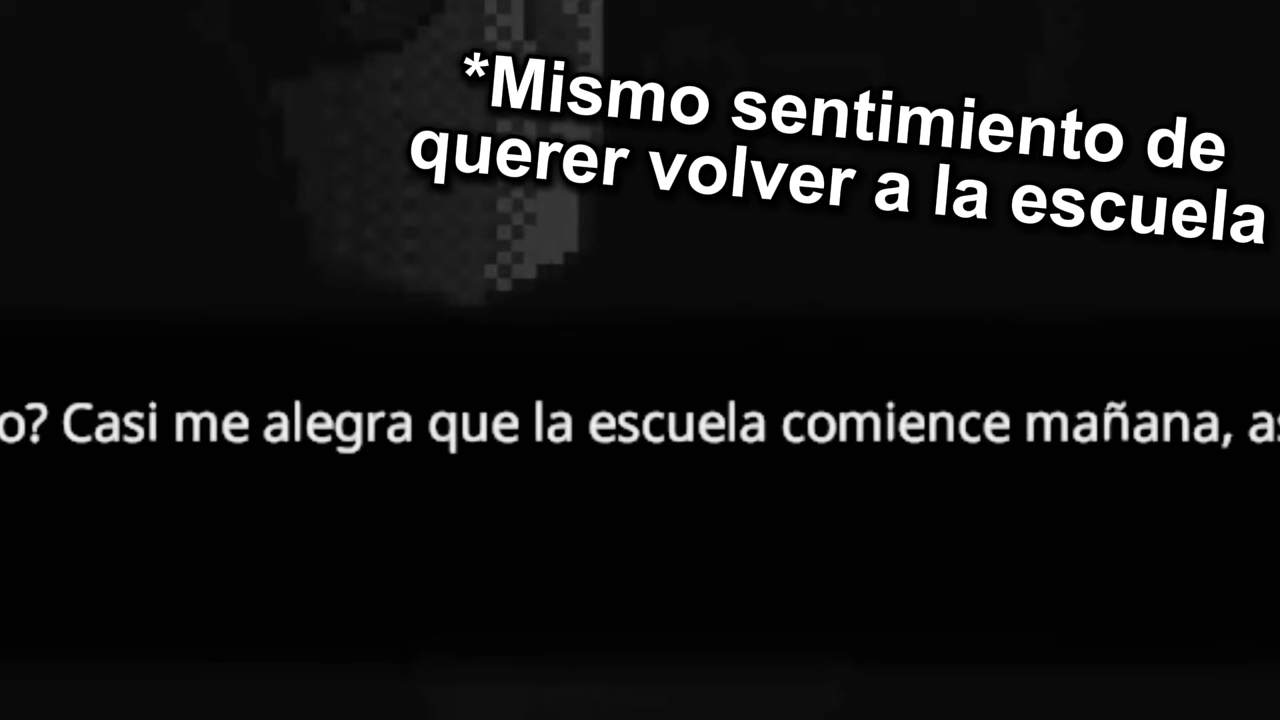 *Mismo sentimiento de
querer volver a la escuela
o? Casi me alegra que la escuela comience mañana, as